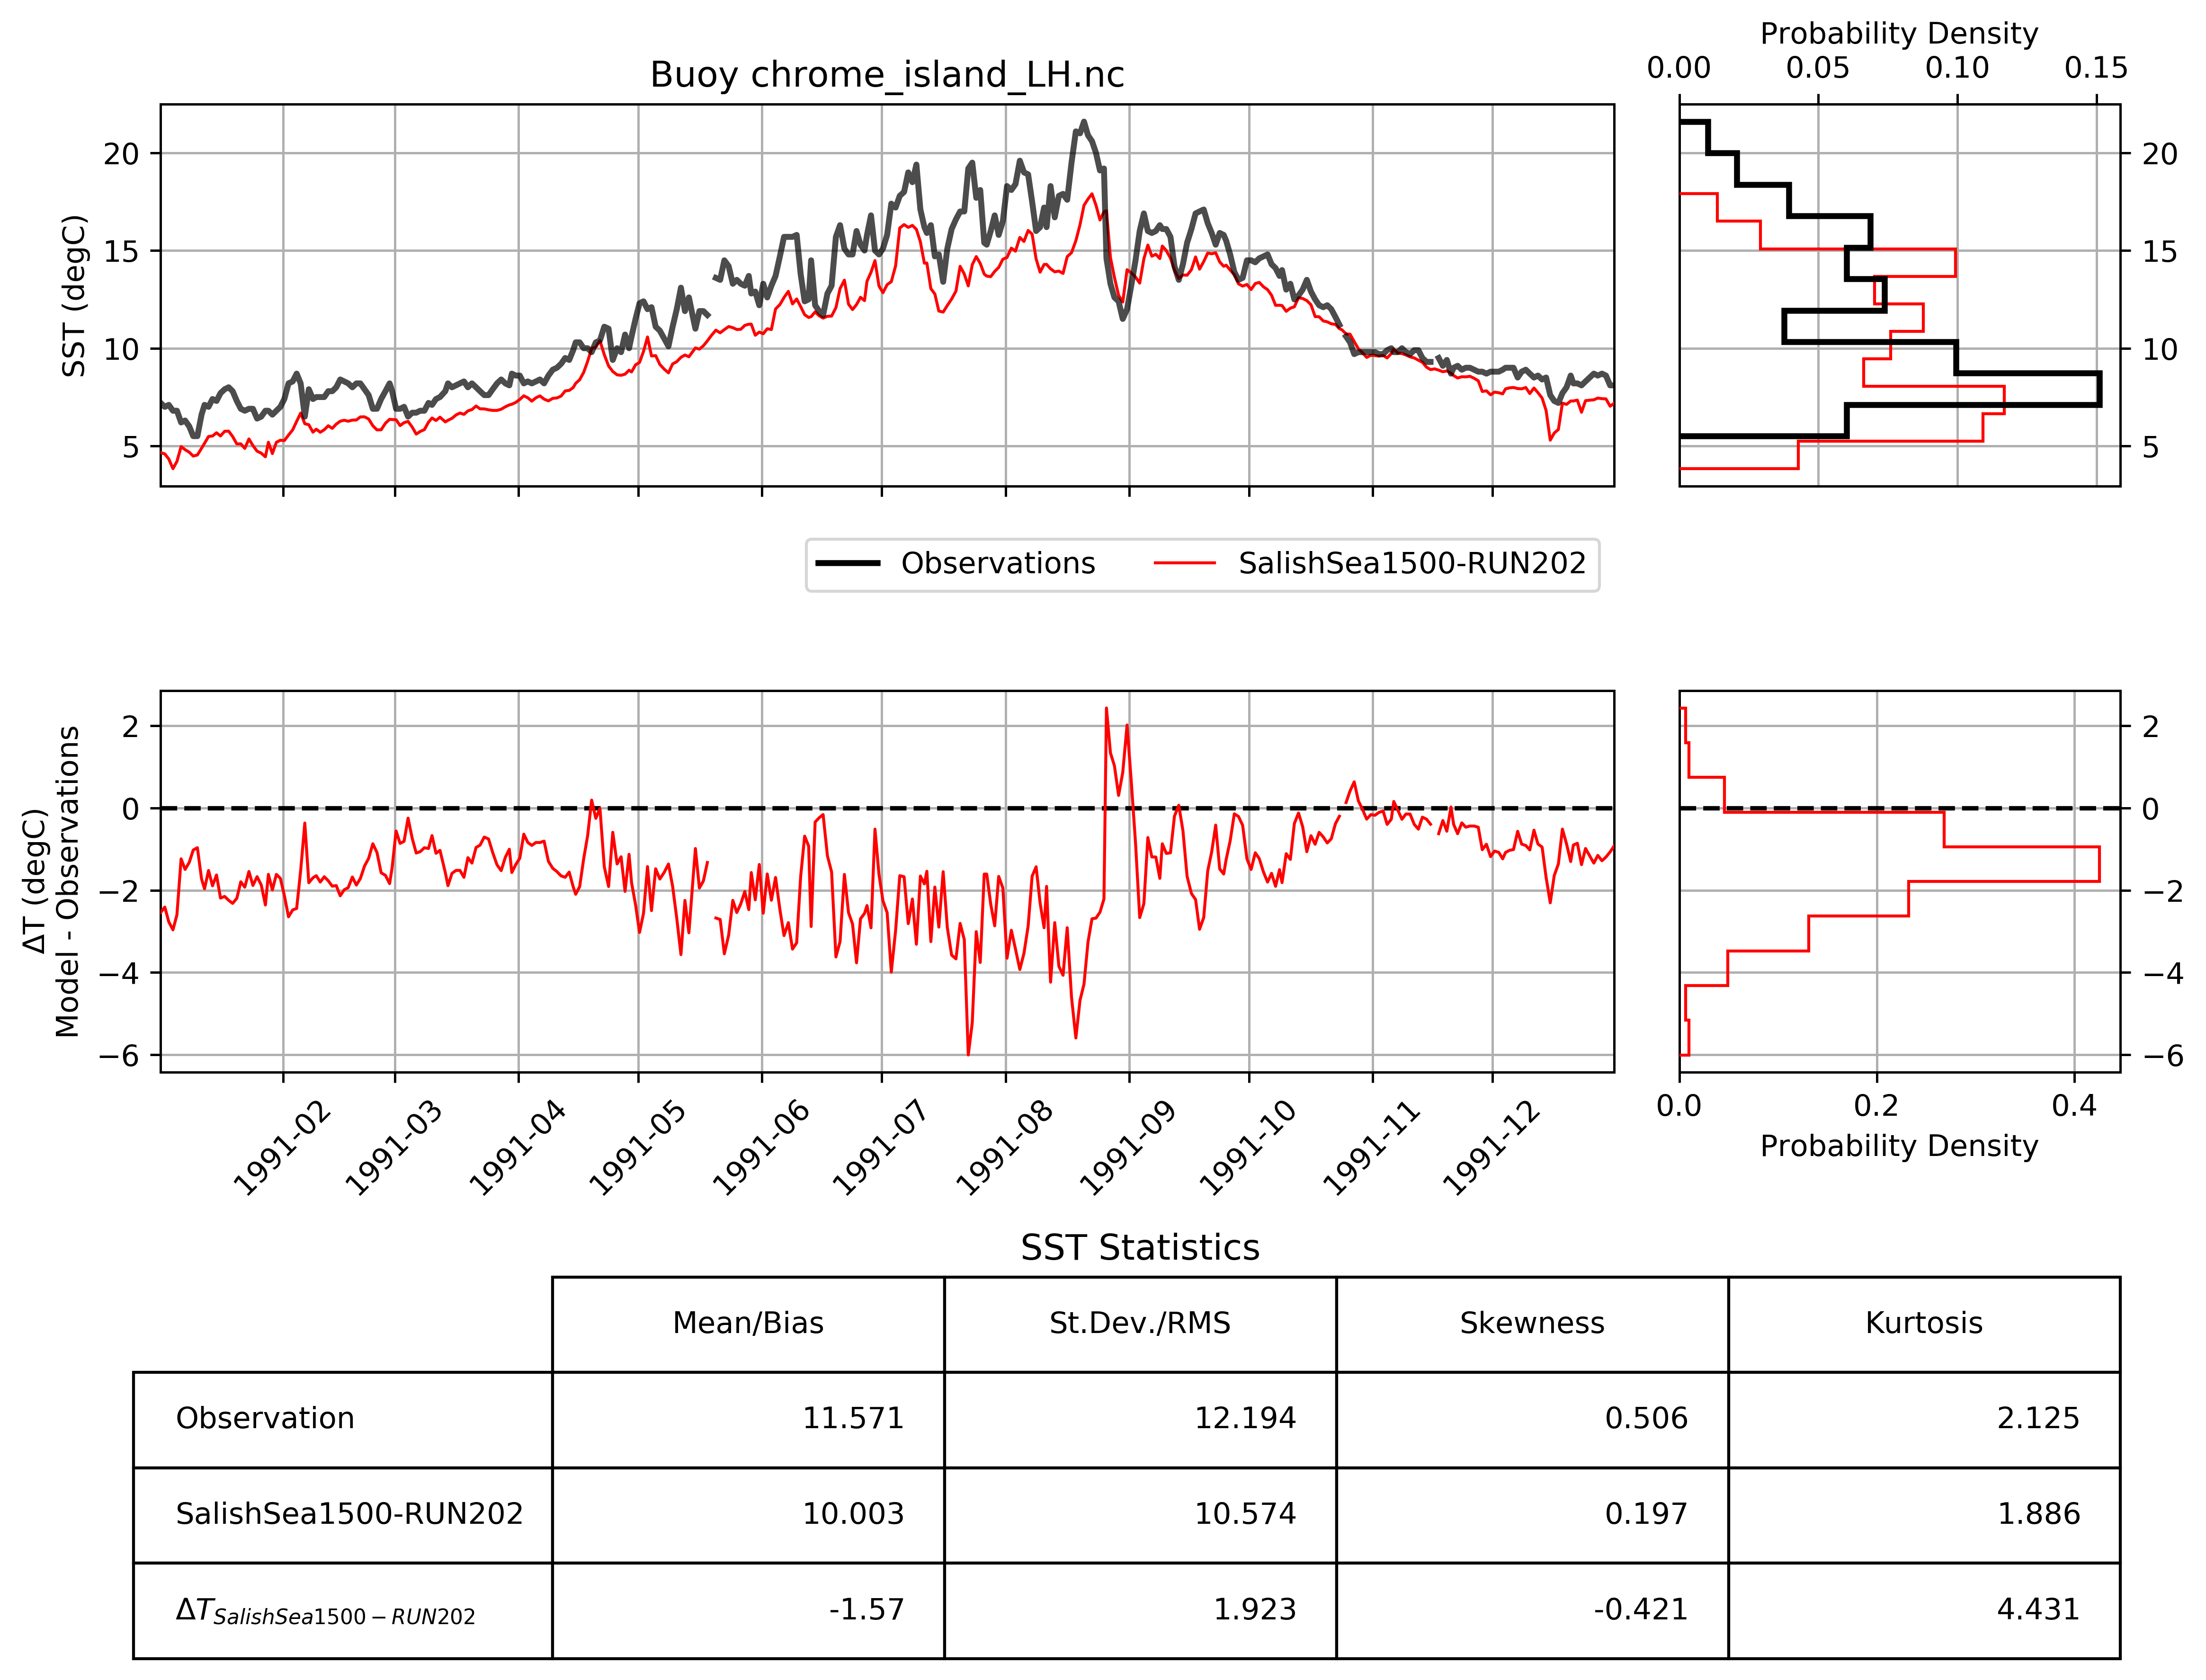 Probability Density
0.00 0.05 0.10 0.15
Buoy chrome_island_LH.nc
SST (degC)
20
15
10
5
20
15
10
5
Observations SalishSea1500-RUN202
ΔT (degC)
Model - Observations
2
0
−2
−4
−6
2
0
−2
−4
−6
1991-02 1991-03 1991-04 1991-05 1991-06 1991-07 1991-08 1991-09 1991-10 1991-11 1991-12
0.0 0.2 0.4
Probability Density
SST Statistics
Mean/Bias St.Dev./RMS Skewness Kurtosis
Observation 11.571 12.194 0.506 2.125
SalishSea1500-RUN202 10.003 10.574 0.197 1.886
ΔT SalishSea1500−RUN202 -1.57 1.923 -0.421 4.431